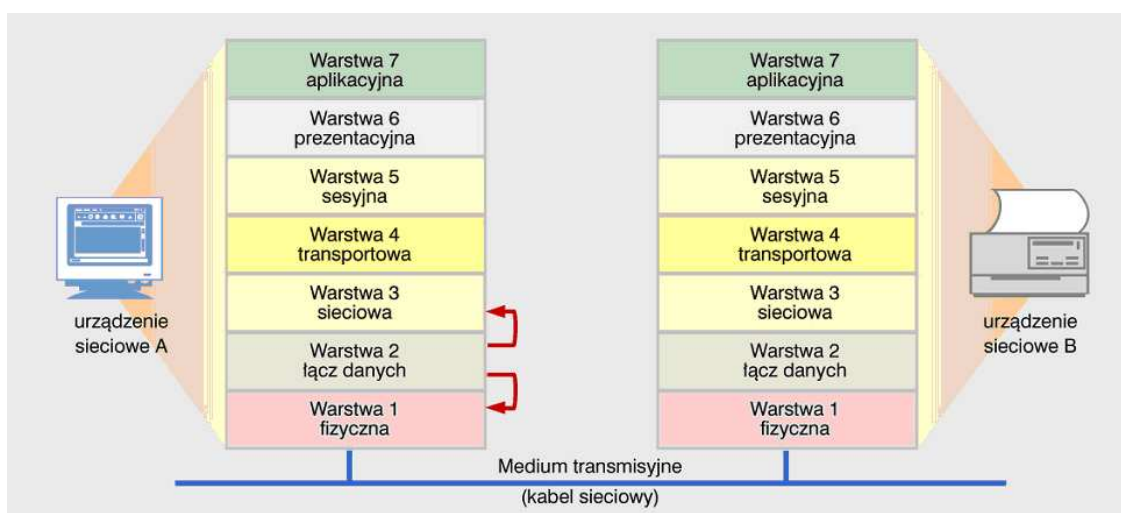 Warstwa 7
aplikacyjna
Warstwa 6
prezentacyjna
Warstwa 5
sesyjna
Warstwa 4
transportowa
Warstwa 3
sieciowa
Warstwa 2
łącz danych
Warstwa 1
fizyczna
urządzenie
sieciowe A
Warstwa 7
aplikacyjna
Warstwa 6
prezentacyjna
Warstwa 5
sesyjna
Warstwa 4
transportowa
Warstwa 3
sieciowa
Warstwa 2
łącz danych
Warstwa 1
fizyczna
urządzenie
sieciowe B
Medium transmisyjne
(kabel sieciowy)